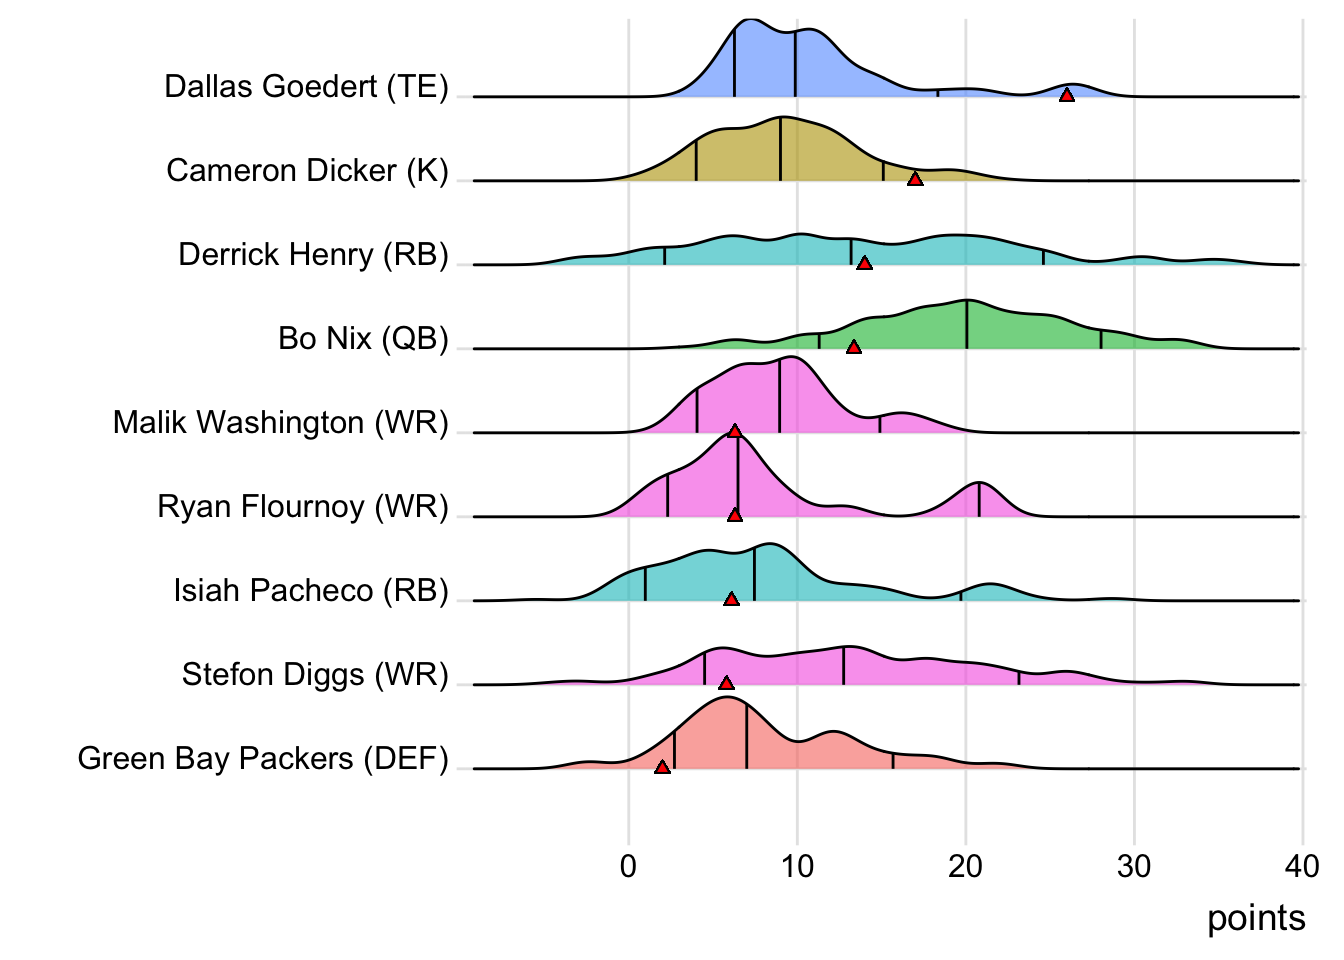 Dallas Goedert (TE)
Cameron Dicker (K)
Derrick Henry (RB)
Bo Nix (QB)
Malik Washington (WR)
Ryan Flournoy (WR)
Isiah Pacheco (RB)
Stefon Diggs (WR)
Green Bay Packers (DEF)
0 10 20 30 40
points